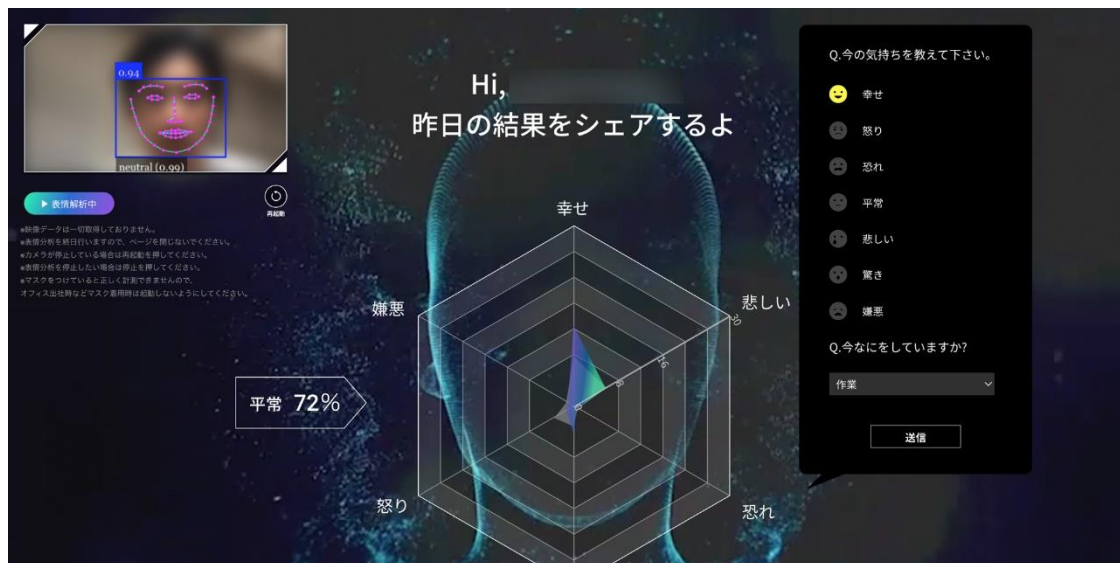 0.94
neutral (0.99)
▶ 表情解析中
再起動
※映像データは一切取得しておりません。
※表情分析を終日行いますので、ページを閉じないでください。
※カメラが停止している場合は再起動を押してください。
※表情分析を停止したい場合は停止を押してください。
※マスクをつけていると正しく計測できませんので、
オフィス出社時などマスク着用時は起動しないようにしてください。
Hi,
昨日の結果をシェアするよ
幸せ
嫌悪
悲しい
30
16
8
0
平常 72%
怒り
恐れ
Q.今の気持ちを教えて下さい。
幸せ
怒り
恐れ
平常
悲しい
驚き
嫌悪
Q.今なにをしていますか?
作業
送信